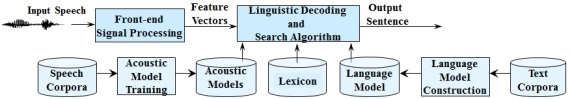 Input Speech
Front-end
Signal Processing
Feature
Vectors
Linguistic Decoding
and
Search Algorithm
Output
Sentence
Speech
Corpora
Acoustic
Model
Training
Acoustic
Models
Lexicon
Language
Model
Language
Model
Construction
Text
Corpora